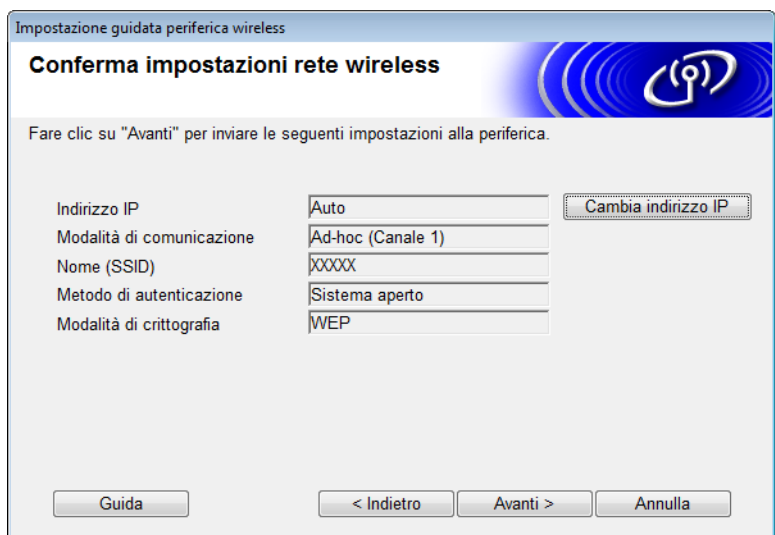 Impostazione guidata periferica wireless
Conferma impostazioni rete wireless
Fare clic su "Avanti" per inviare le seguenti impostazioni alla periferica.
Indirizzo IP Auto Cambia indirizzo IP
Modalità di comunicazione Ad-hoc (Canale 1)
Nome (SSID) XXXXX
Metodo di autenticazione Sistema aperto
Modalità di crittografia WEP
Guida < Indietro Avanti > Annulla